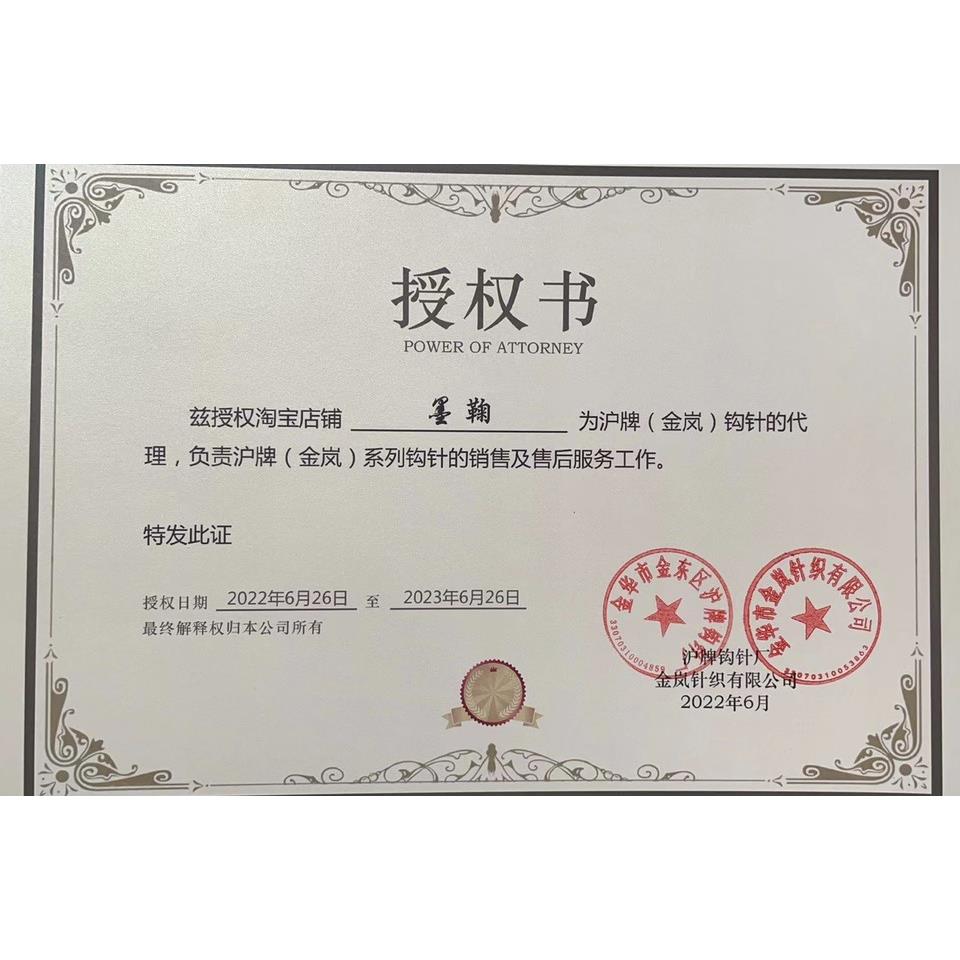 授权书
POWER OF ATTORNEY
兹授权淘宝店铺 墨鞠 为沪牌（金岚）钩针的代
理，负责沪牌（金岚）系列钩针的销售及售后服务工作。
特发此证
授权日期 2022年6月26日 至 2023年6月26日
最终解释权归本公司所有
金华市金东区沪牌钩针厂
33070310004859
金华市金岚针织有限公司
33070310053863
沪牌钩针厂
金岚针织有限公司
2022年6月